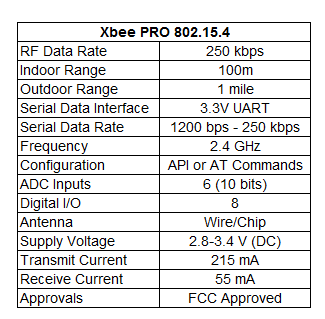 Xbee PRO 802.15.4
RF Data Rate 250 kbps
Indoor Range 100m
Outdoor Range 1 mile
Serial Data Interface 3.3V UART
Serial Data Rate 1200 bps - 250 kbps
Frequency 2.4 GHz
Configuration API or AT Commands
ADC Inputs 6 (10 bits)
Digital I/O 8
Antenna Wire/Chip
Supply Voltage 2.8-3.4 V (DC)
Transmit Current 215 mA
Receive Current 55 mA
Approvals FCC Approved